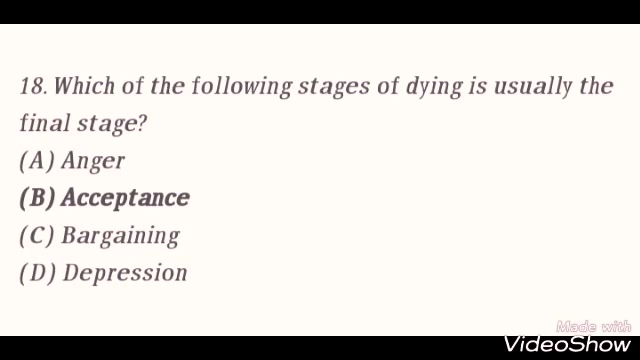 18. Which of the following stages of dying is usually the
final stage?
(A) Anger
(B) Acceptance
(C) Bargaining
(D) Depression
Made with
VideoShow